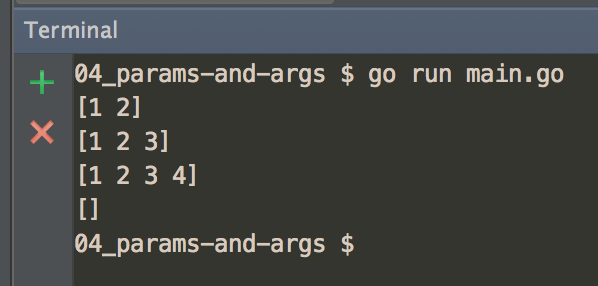 Terminal
04_params-and-args $ go run main.go
[1 2]
[1 2 3]
[1 2 3 4]
[]
04_params-and-args $